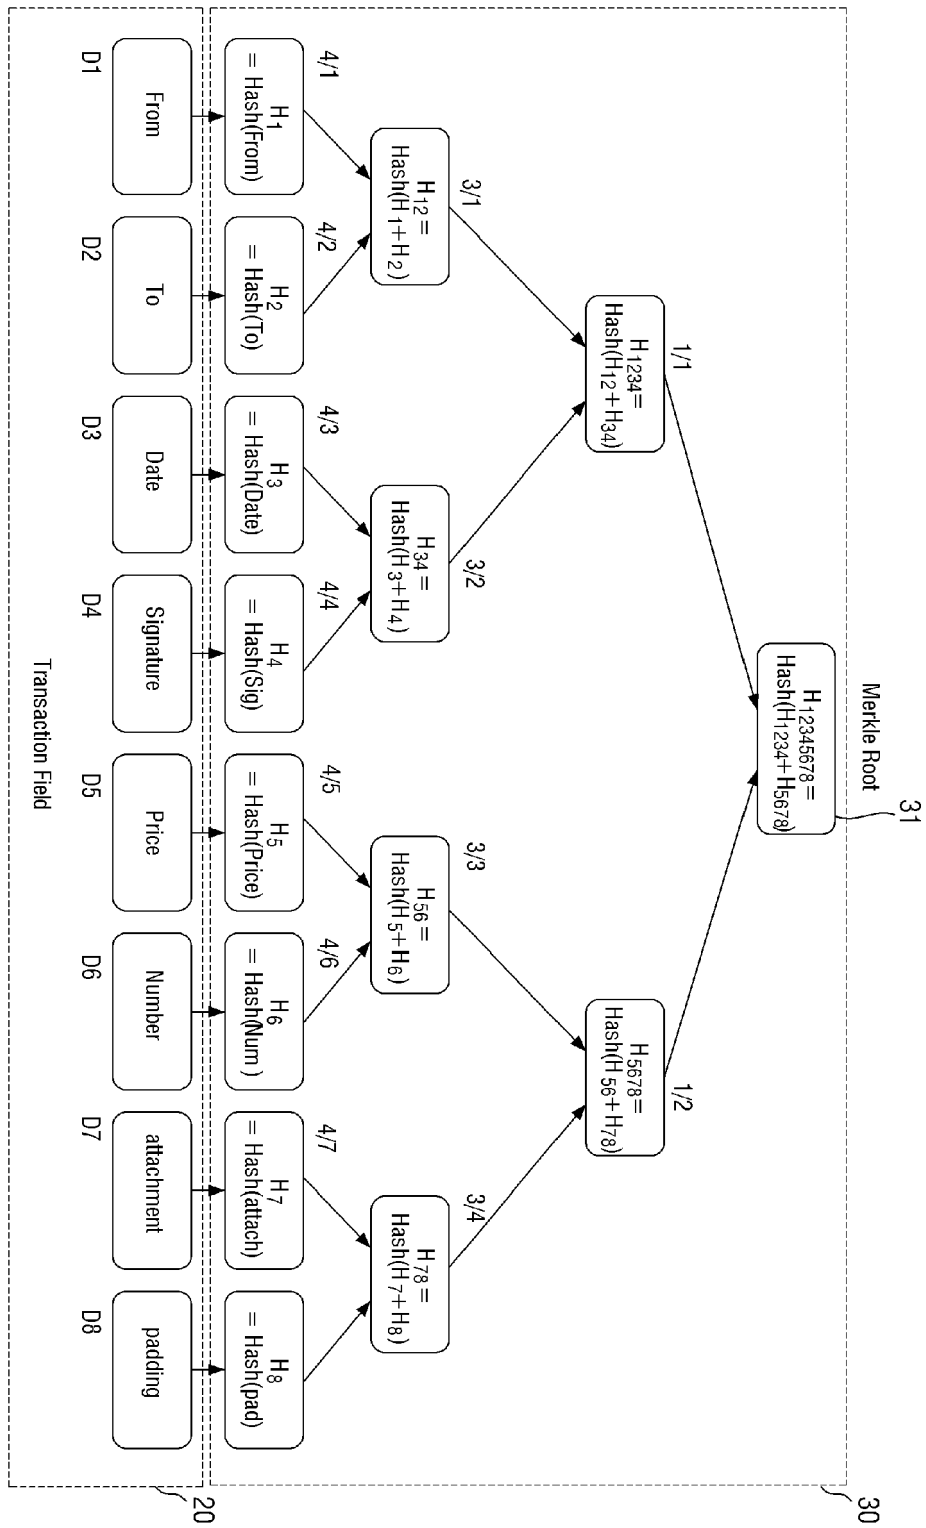 30
31
Merkle Root
H12345678=
Hash(H1234+H5678)
1/1
H1234=
Hash(H12+H34)
1/2
H5678=
Hash(H56+H78)
3/1
H12=
Hash(H1+H2)
3/2
H34=
Hash(H3+H4)
3/3
H56=
Hash(H5+H6)
3/4
H78=
Hash(H7+H8)
4/1
H1
= Hash(From)
4/2
H2
= Hash(To)
4/3
H3
= Hash(Date)
4/4
H4
= Hash(Sig)
4/5
H5
= Hash(Price)
4/6
H6
= Hash(Num )
4/7
H7
= Hash(attach)
H8
= Hash(pad)
20
From
To
Date
Signature
Price
Number
attachment
padding
D1
D2
D3
D4
D5
D6
D7
D8
Transaction Field